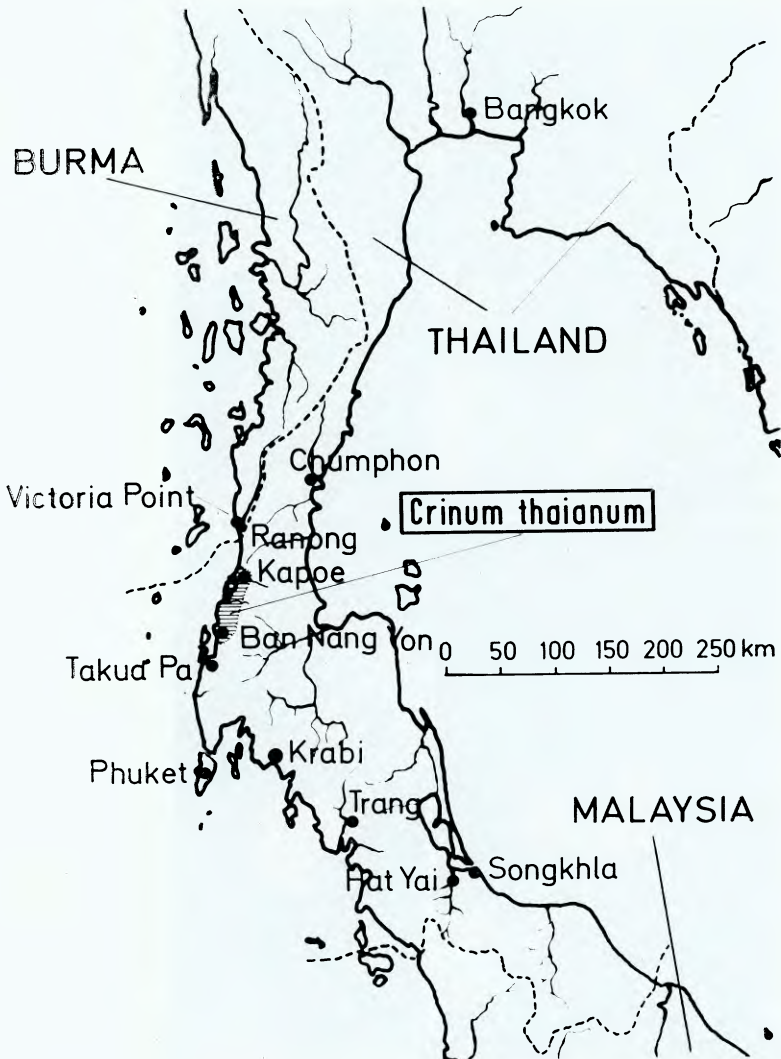 Bangkok
BURMA
THAILAND
Chumphon
Victoria Point
Crinum thaianum
Ranong
Kapoe
Ban Nang Yon
0 50 100 150 200 250 km
Takua Pa
Krabi
Phuket
Trang
MALAYSIA
Hat Yai
Songkhla